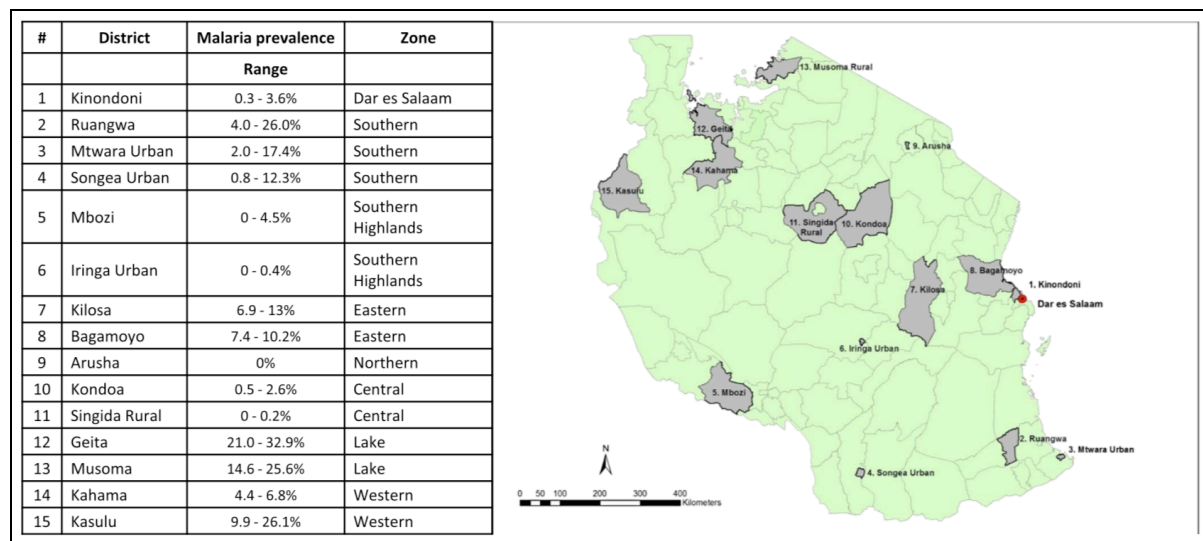 # District Malaria prevalence Zone
Range
1 Kinondoni 0.3 - 3.6% Dar es Salaam
2 Ruangwa 4.0 - 26.0% Southern
3 Mtwara Urban 2.0 - 17.4% Southern
4 Songea Urban 0.8 - 12.3% Southern
5 Mbozi 0 - 4.5% Southern
Highlands
6 Iringa Urban 0 - 0.4% Southern
Highlands
7 Kilosa 6.9 - 13% Eastern
8 Bagamoyo 7.4 - 10.2% Eastern
9 Arusha 0% Northern
10 Kondoa 0.5 - 2.6% Central
11 Singida Rural 0 - 0.2% Central
12 Geita 21.0 - 32.9% Lake
13 Musoma 14.6 - 25.6% Lake
14 Kahama 4.4 - 6.8% Western
15 Kasulu 9.9 - 26.1% Western
13. Musoma Rural
12. Geita
9. Arusha
14. Kahama
15. Kasulu
11. Singida
Rural
10. Kondoa
8. Bagamoyo
1. Kinondoni
7. Kilosa
Dar es Salaam
6. Iringa Urban
5. Mbozi
2. Ruangwa
3. Mtwara Urban
4. Songea Urban
N
0 50 100 200 300 400
Kilometers